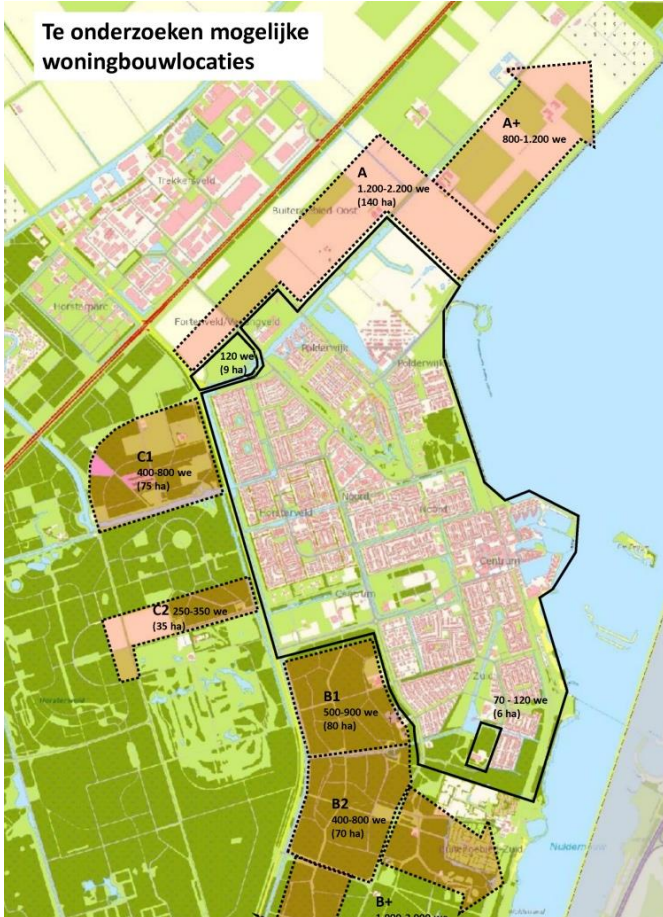 Te onderzoeken mogelijke
woningbouwlocaties
A+
800-1.200 we
Trekkersveld
A
1.200-2.200 we
(140 ha)
Buitengebied-Oost
Horsterparc
120 we
(9 ha)
Polderwijk
Polderwijk
C1
400-800 we
(75 ha)
Noord
Noord
Horsterveld
Centrum
Centrum
C2 250-350 we
(35 ha)
Zuid
B1
500-900 we
(80 ha)
70 - 120 we
(6 ha)
B2
400-800 we
(70 ha)
B+